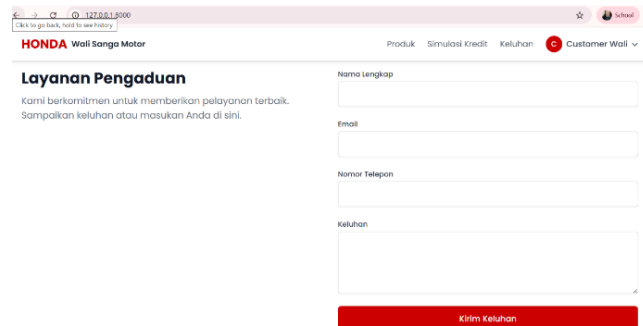 127.0.0.1:8000
School
Click to go back, hold to see history
HONDA Wali Sanga Motor
Produk Simulasi Kredit Keluhan C Customer Wali
Layanan Pengaduan
Kami berkomitmen untuk memberikan pelayanan terbaik.
Sampaikan keluhan atau masukan Anda di sini.
Nama Lengkap
Email
Nomor Telepon
Keluhan
Kirim Keluhan